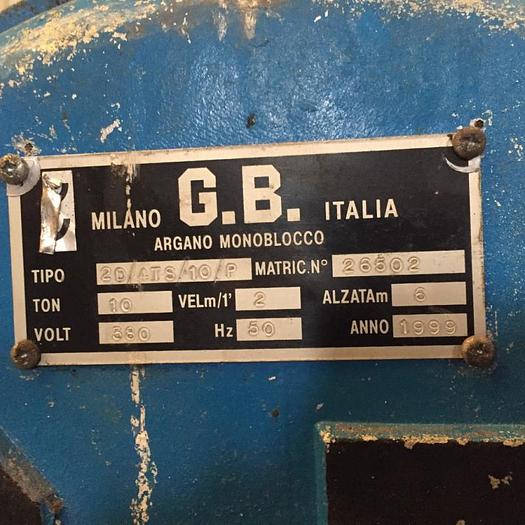 MILANO G.B. ITALIA
ARGANO MONOBLOCCO
TIPO 2D/4TS/10/P MATRIC.N° 26502
TON 10 VELm/1' 2 ALZATAm 6
VOLT 380 Hz 50 ANNO 1999